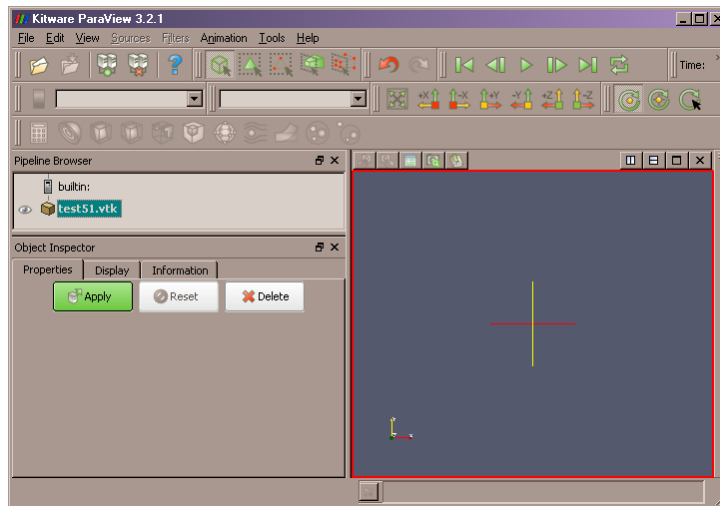 Kitware ParaView 3.2.1
File Edit View Sources Filters Animation Tools Help
Time:
+X -X +Y -Y +Z -Z
Pipeline Browser
builtin:
test51.vtk
Object Inspector
Properties Display Information
Apply Reset Delete